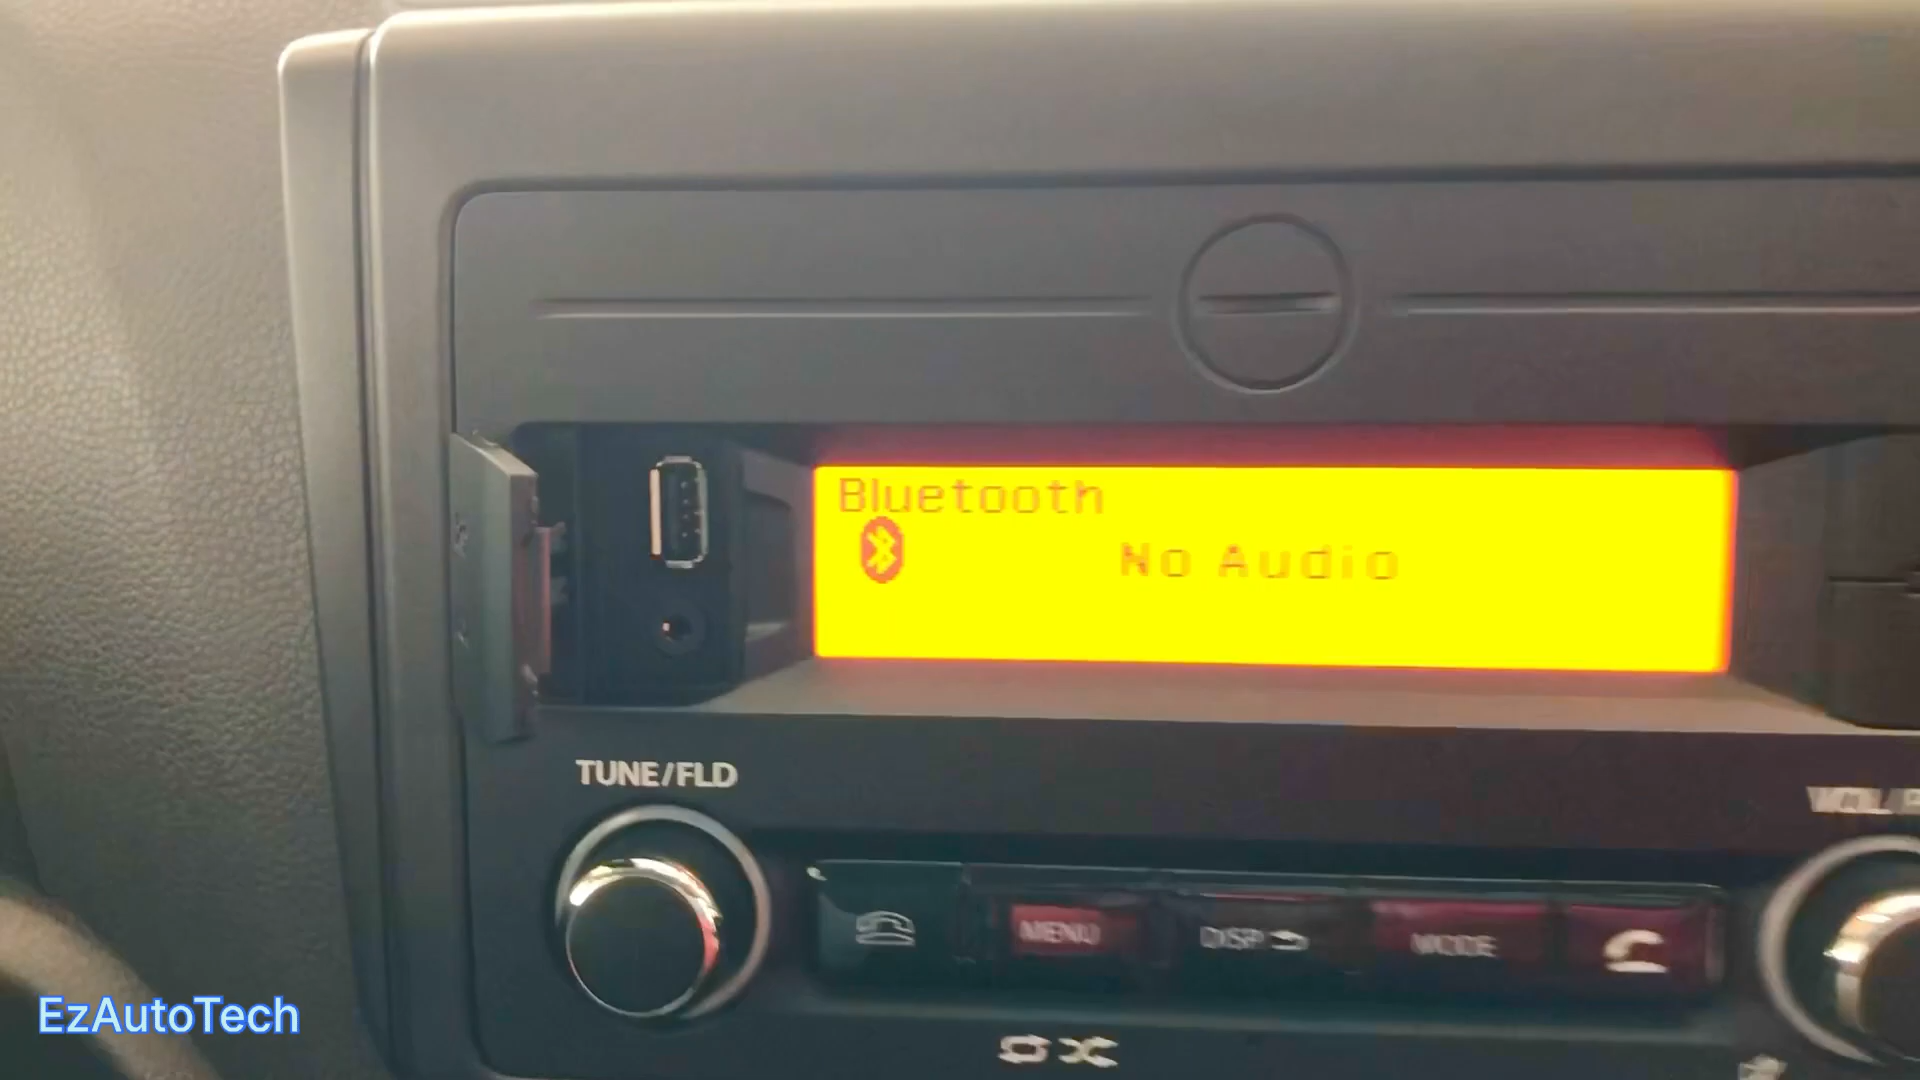 Bluetooth
No Audio
TUNE/FLD
MENU
DISP
MODE
EzAutoTech